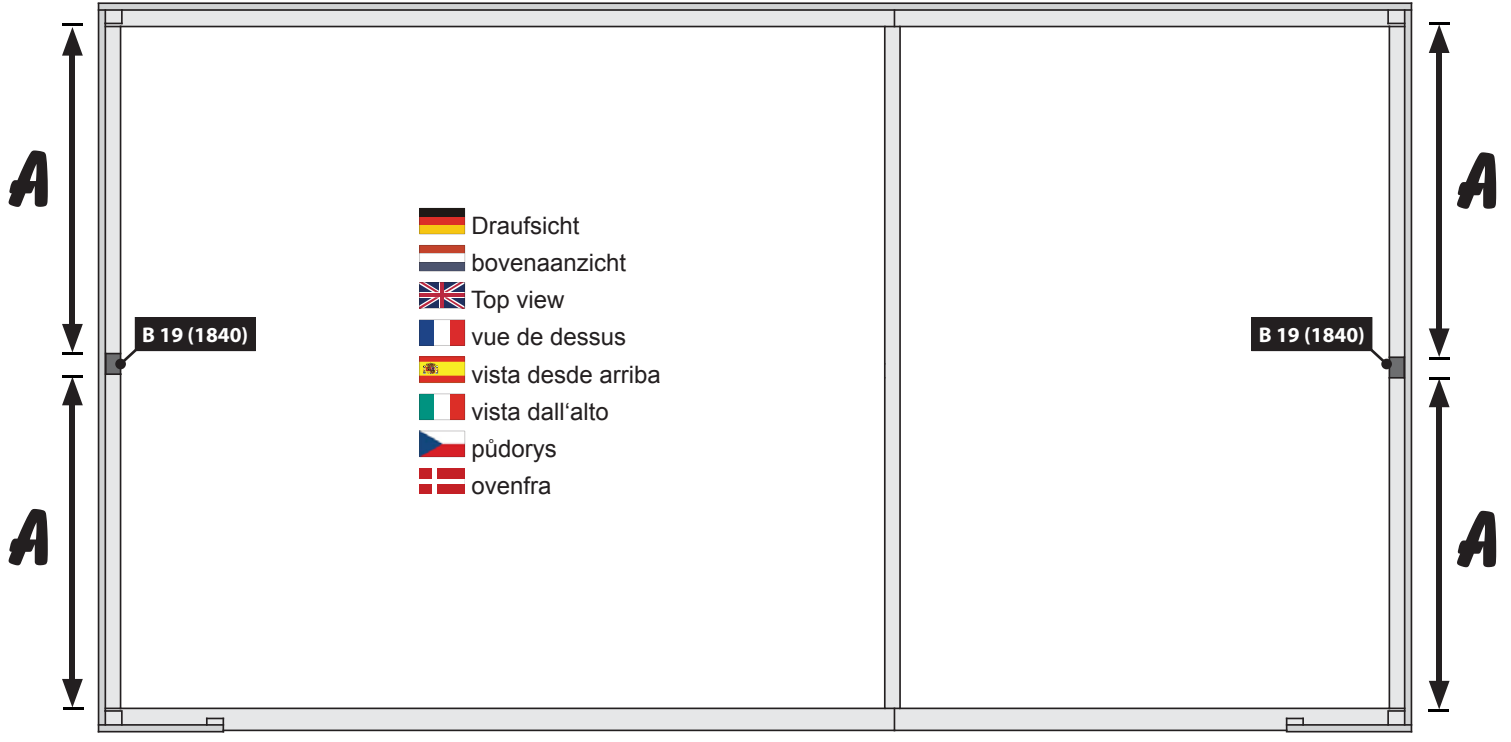 A
A
Draufsicht
bovenaanzicht
Top view
vue de dessus
B 19 (1840)
B 19 (1840)
vista desde arriba
vista dall‘alto
půdorys
ovenfra
A
A